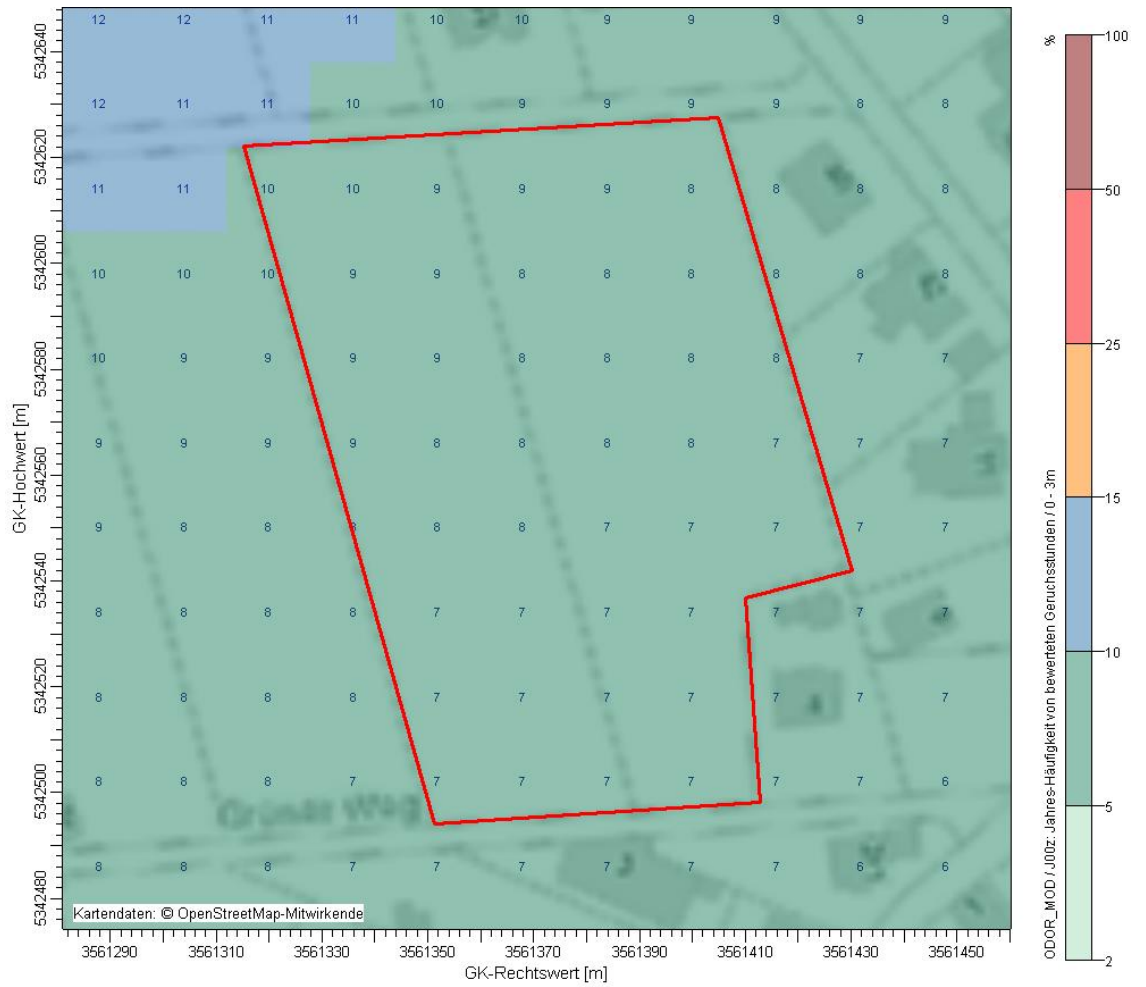 12 12 11 11 10 10 9 9 9 9 9
12 11 11 10 10 9 9 9 9 8 8
11 11 10 10 9 9 9 8 8 8 8
10 10 10 9 9 8 8 8 8 8 8
10 9 9 9 9 8 8 8 8 7 7
9 9 9 9 8 8 8 8 7 7 7
9 8 8 8 8 8 7 7 7 7 7
8 8 8 8 7 7 7 7 7 7 7
8 8 8 8 7 7 7 7 7 7 7
8 8 8 7 7 7 7 7 7 7 6
8 8 8 7 7 7 7 7 7 6 6
Grüner Weg
Kartendaten: © OpenStreetMap-Mitwirkende
GK-Hochwert [m]
5342640
5342620
5342600
5342580
5342560
5342540
5342520
5342500
5342480
3561290 3561310 3561330 3561350 3561370 3561390 3561410 3561430 3561450
GK-Rechtswert [m]
%
100
50
25
15
10
5
2
ODOR_MOD / J00z: Jahres-Häufigkeit von bewerteten Geruchsstunden / 0 - 3m